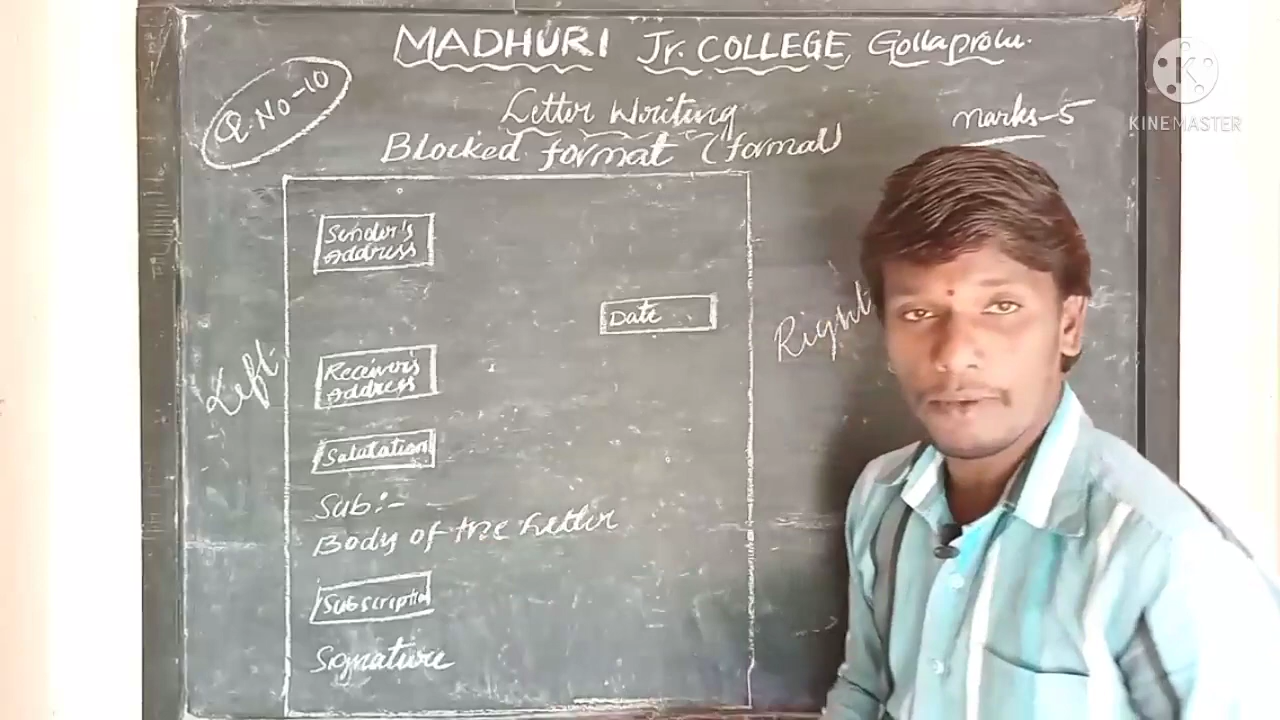 MADHURI Jr. COLLEGE, Gollaprolu.
Q.No-10
Letter Writing
Marks-5
KINEMASTER
Blocked format (formal)
Sender's
Address
Date
Right
Left
Receiver's
Address
Salutation
Sub:-
Body of the Letter
Subscription
Signature